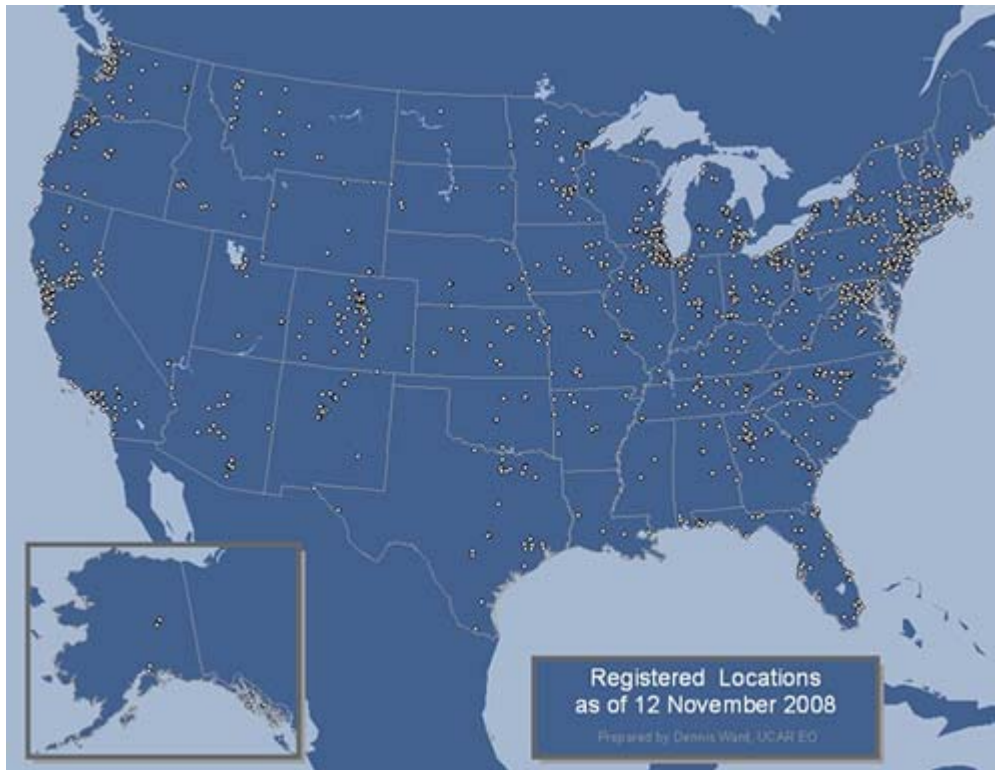 Registered Locations
as of 12 November 2008
Prepared by Dennis Ward, UCAR EO